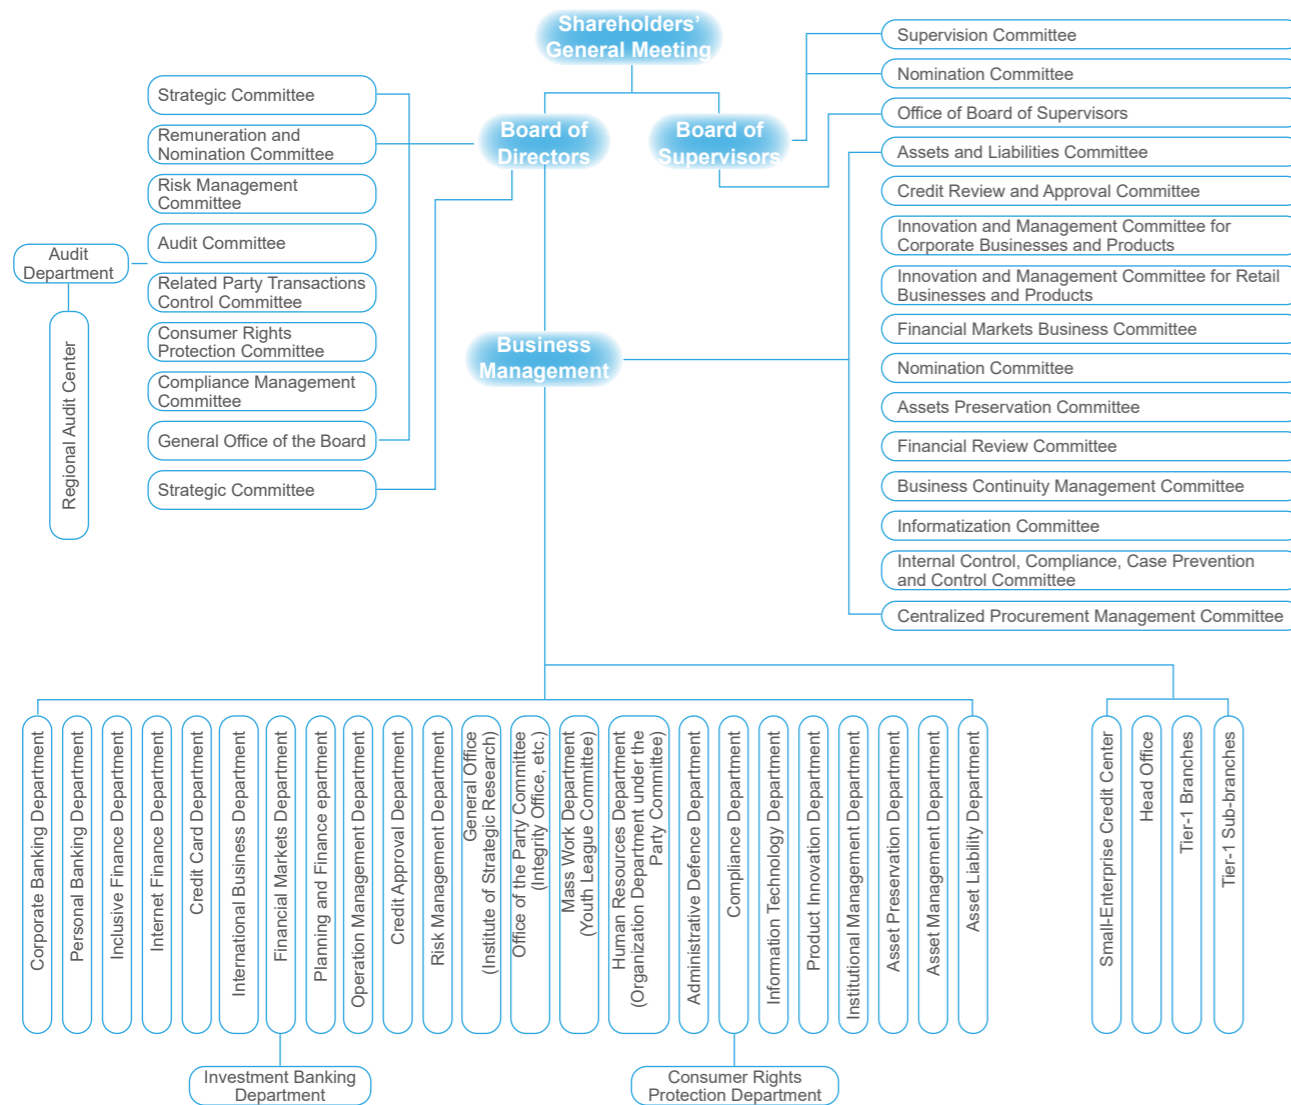 Shareholders'
General Meeting
Board of
Directors
Board of
Supervisors
Business
Management
Strategic Committee
Remuneration and
Nomination Committee
Risk Management
Committee
Audit Committee
Related Party Transactions
Control Committee
Consumer Rights
Protection Committee
Compliance Management
Committee
General Office of the Board
Strategic Committee
Audit
Department
Regional Audit Center
Supervision Committee
Nomination Committee
Office of Board of Supervisors
Assets and Liabilities Committee
Credit Review and Approval Committee
Innovation and Management Committee for
Corporate Businesses and Products
Innovation and Management Committee for Retail
Businesses and Products
Financial Markets Business Committee
Nomination Committee
Assets Preservation Committee
Financial Review Committee
Business Continuity Management Committee
Informatization Committee
Internal Control, Compliance, Case Prevention
and Control Committee
Centralized Procurement Management Committee
Corporate Banking Department
Personal Banking Department
Inclusive Finance Department
Internet Finance Department
Credit Card Department
International Business Department
Financial Markets Department
Planning and Finance epartment
Operation Management Department
Credit Approval Department
Risk Management Department
General Office
(Institute of Strategic Research)
Office of the Party Committee
(Integrity Office, etc.)
Mass Work Department
(Youth League Committee)
Human Resources Department
(Organization Department under the
Party Committee)
Administrative Defence Department
Compliance Department
Information Technology Department
Product Innovation Department
Institutional Management Department
Asset Preservation Department
Asset Management Department
Asset Liability Department
Small-Enterprise Credit Center
Head Office
Tier-1 Branches
Tier-1 Sub-branches
Investment Banking
Department
Consumer Rights
Protection Department